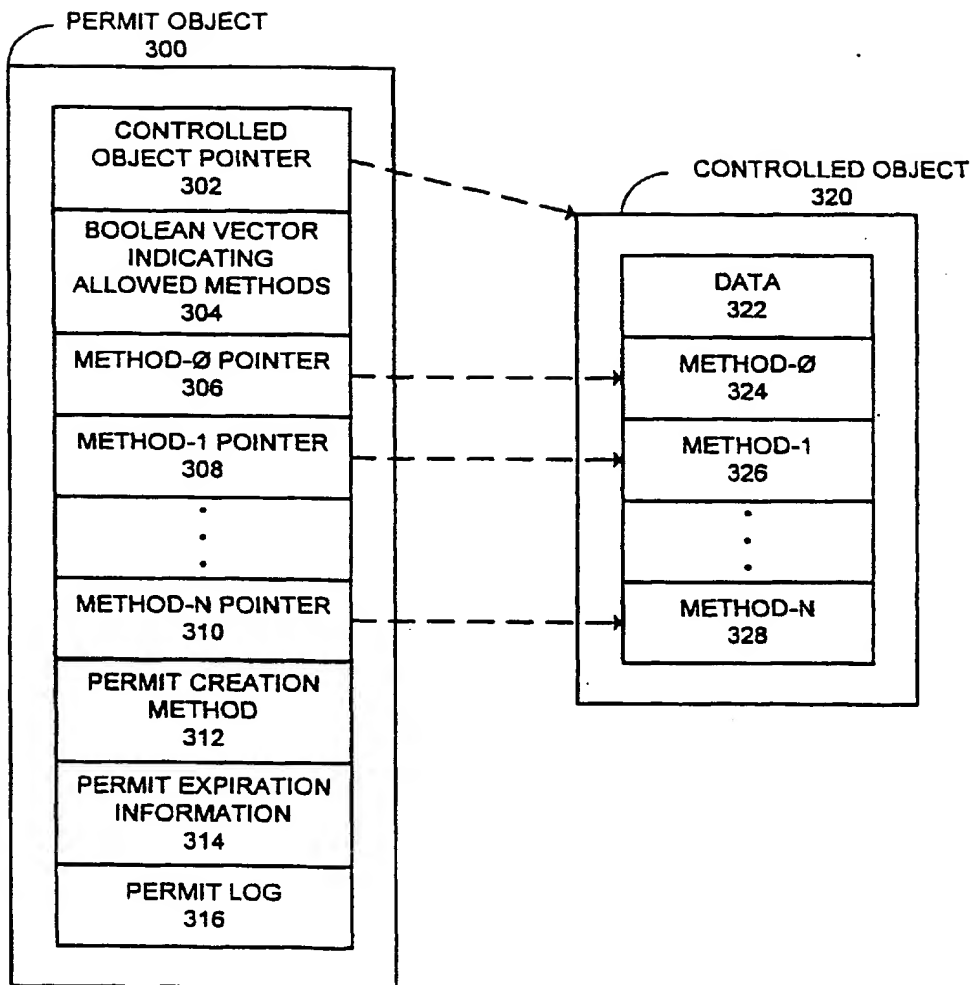 PERMIT OBJECT
300
CONTROLLED
OBJECT POINTER
302
BOOLEAN VECTOR
INDICATING
ALLOWED METHODS
304
METHOD-Ø POINTER
306
METHOD-1 POINTER
308
METHOD-N POINTER
310
PERMIT CREATION
METHOD
312
PERMIT EXPIRATION
INFORMATION
314
PERMIT LOG
316
CONTROLLED OBJECT
320
DATA
322
METHOD-Ø
324
METHOD-1
326
METHOD-N
328